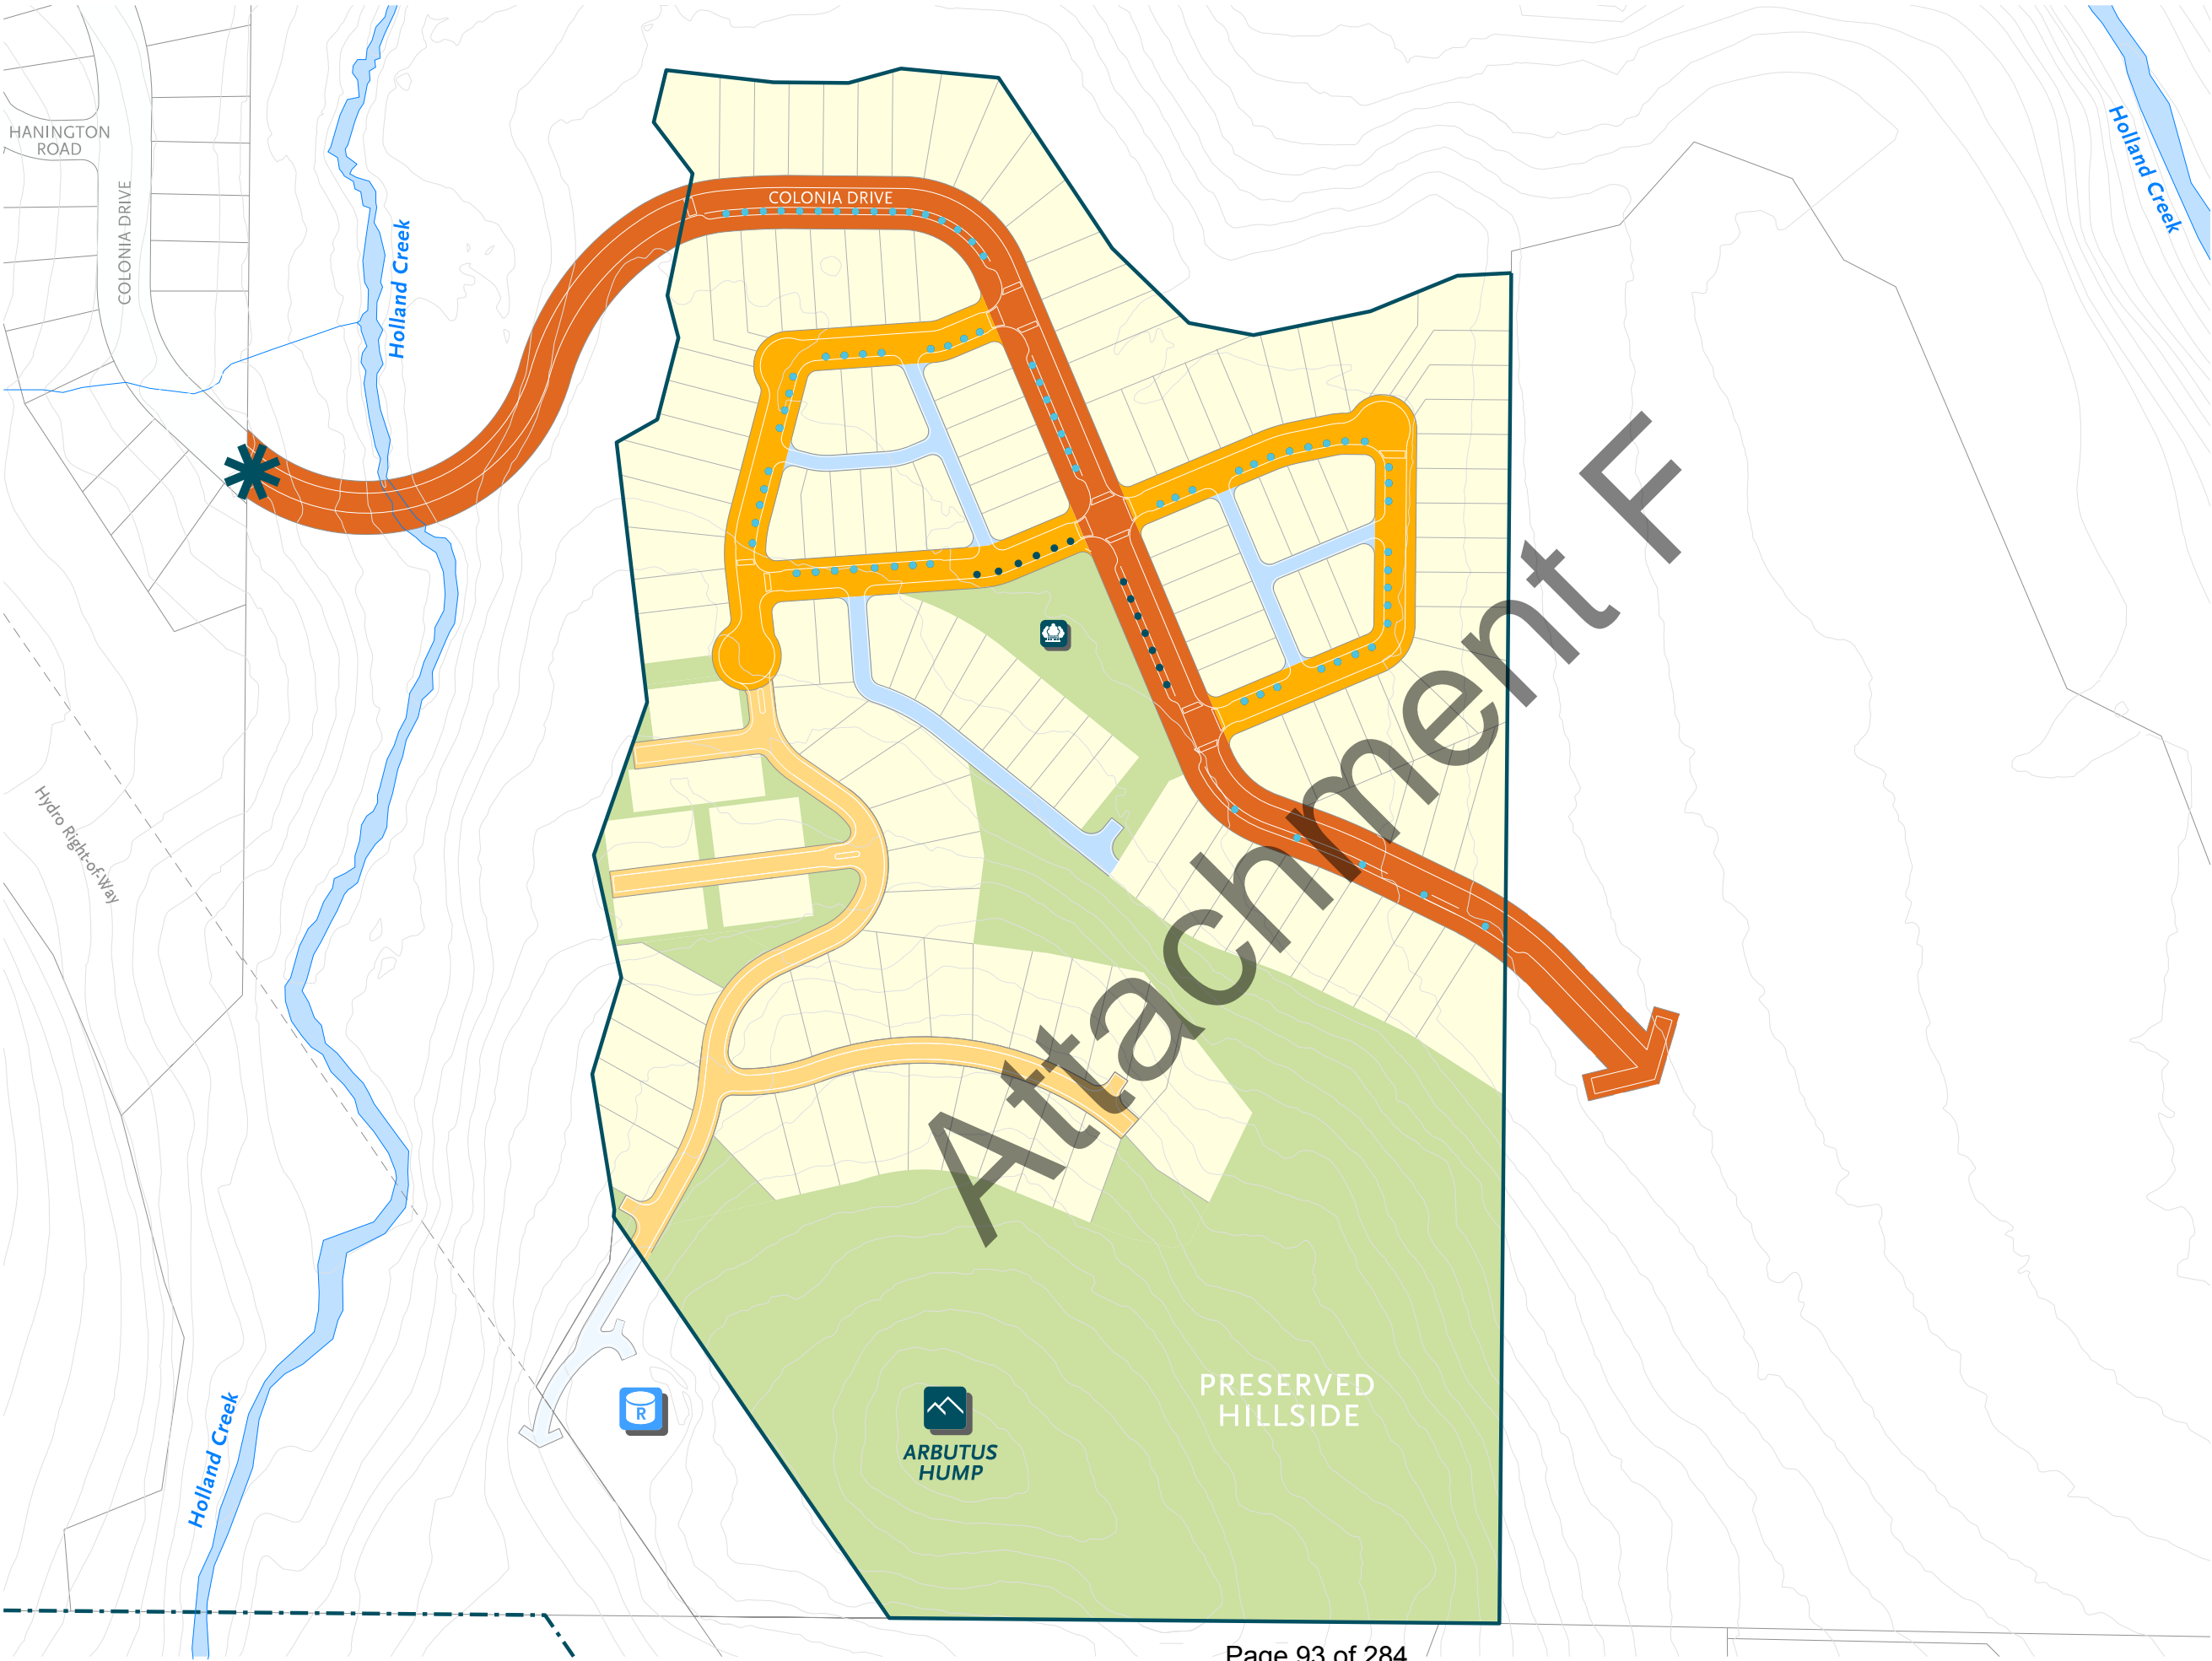 HANINGTON
ROAD
COLONIA DRIVE
Holland Creek
COLONIA DRIVE
Holland Creek
Hydro Right-of-Way
Attachment F
R
PRESERVED
HILLSIDE
ARBUTUS
HUMP
Holland Creek
Page 93 of 284